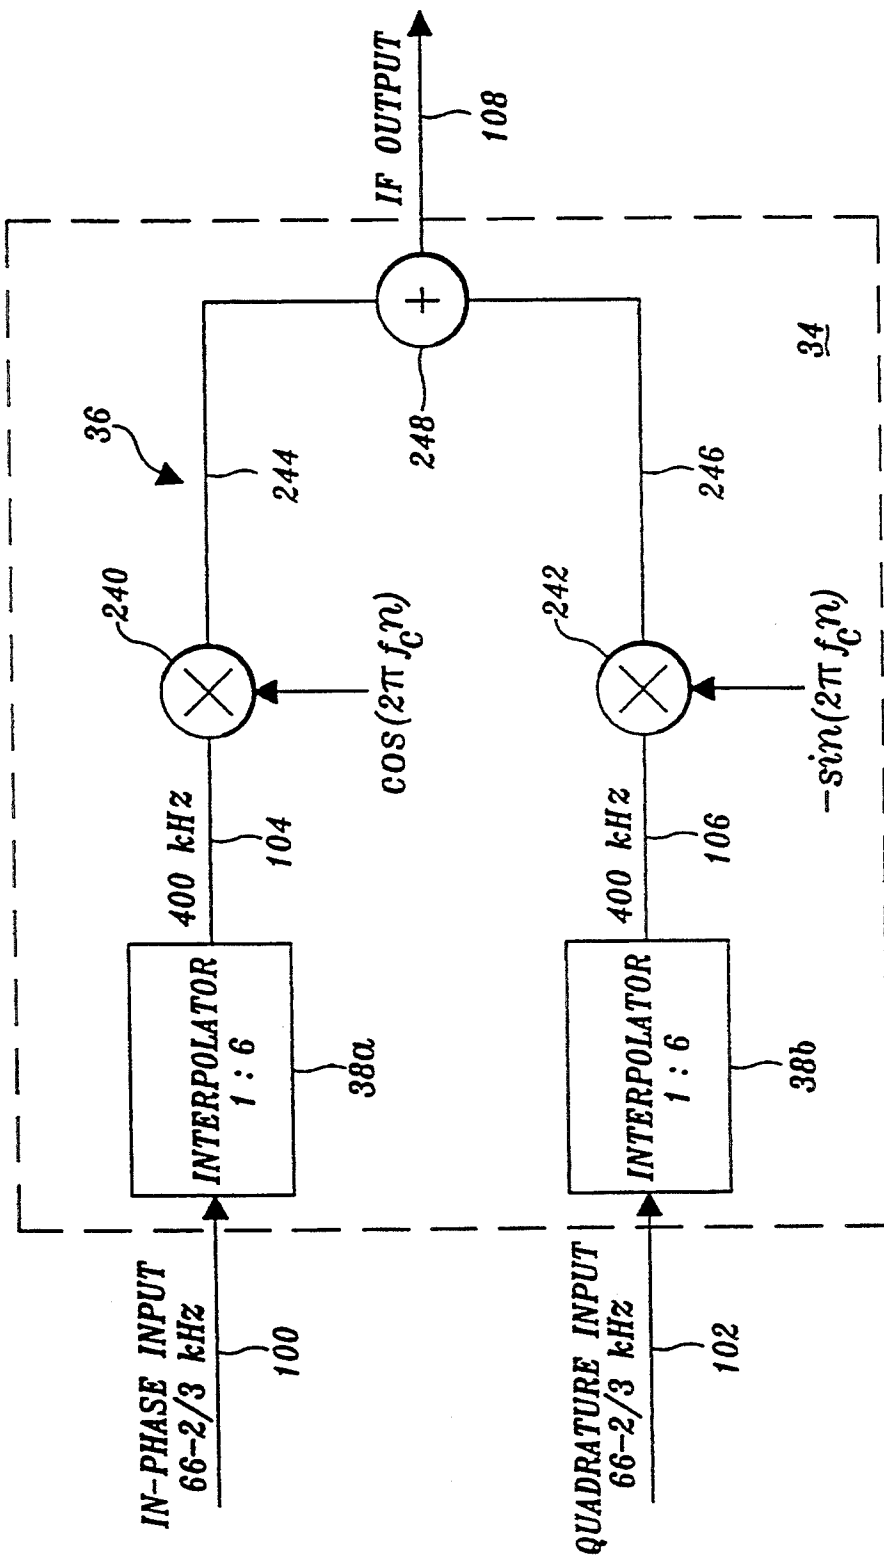 IN-PHASE INPUT
66-2/3 kHz
100
INTERPOLATOR
1 : 6
38a
400 kHz
104
240
cos(2π f_c n)
36
244
248
+
IF OUTPUT
108
QUADRATURE INPUT
66-2/3 kHz
102
INTERPOLATOR
1 : 6
38b
400 kHz
106
242
-sin(2π f_c n)
246
34